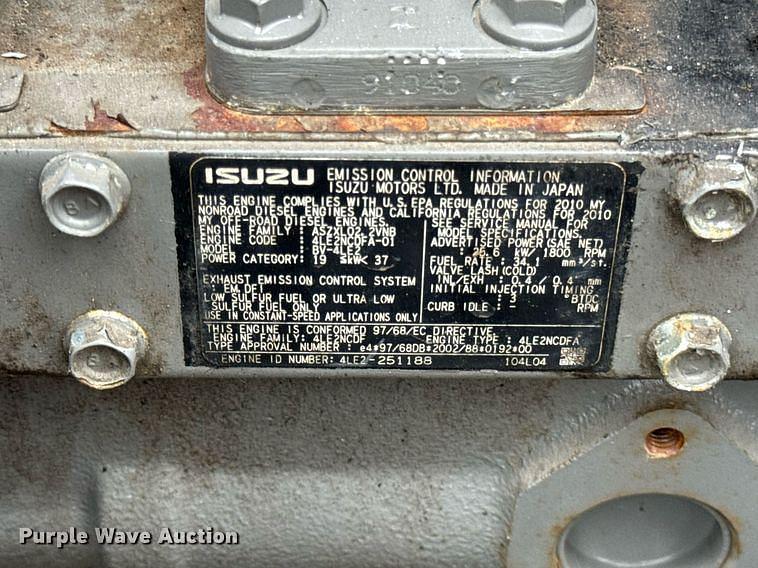 91040
ISUZU EMISSION CONTROL INFORMATION
ISUZU MOTORS LTD. MADE IN JAPAN
THIS ENGINE COMPLIES WITH U.S.EPA REGULATIONS FOR 2010 MY
NONROAD DIESEL ENGINES AND CALIFORNIA REGULATIONS FOR 2010
MY OFF-ROAD DIESEL ENGINES.
ENGINE FAMILY : ASZXL02.2VNB
ENGINE CODE : 4LE2NCDFA-01
MODEL : BV-4LE2
POWER CATEGORY: 19 ≤kW< 37
EXHAUST EMISSION CONTROL SYSTEM
: EM,DFI
LOW SULFUR FUEL OR ULTRA LOW
SULFUR FUEL ONLY
USE IN CONSTANT-SPEED APPLICATIONS ONLY
SEE SERVICE MANUAL FOR
MODEL SPECIFICATION.
ADVERTISED POWER(SAE NET)
: 25.6 kW/ 1800 RPM
FUEL RATE : 34.1 mm³/st.
VALVE LASH(COLD)
INL/EXH : 0.4 / 0.4 mm
INITIAL INJECTION TIMING
: 3 °BTDC
CURB IDLE : – RPM
THIS ENGINE IS CONFORMED 97/68/EC DIRECTIVE.
ENGINE FAMILY: 4LE2NCDF ENGINE TYPE : 4LE2NCDFA
TYPE APPROVAL NUMBER : e4*97/68DB*2002/88*0192*00
ENGINE ID NUMBER: 4LE2-251188 104L04
Purple Wave Auction